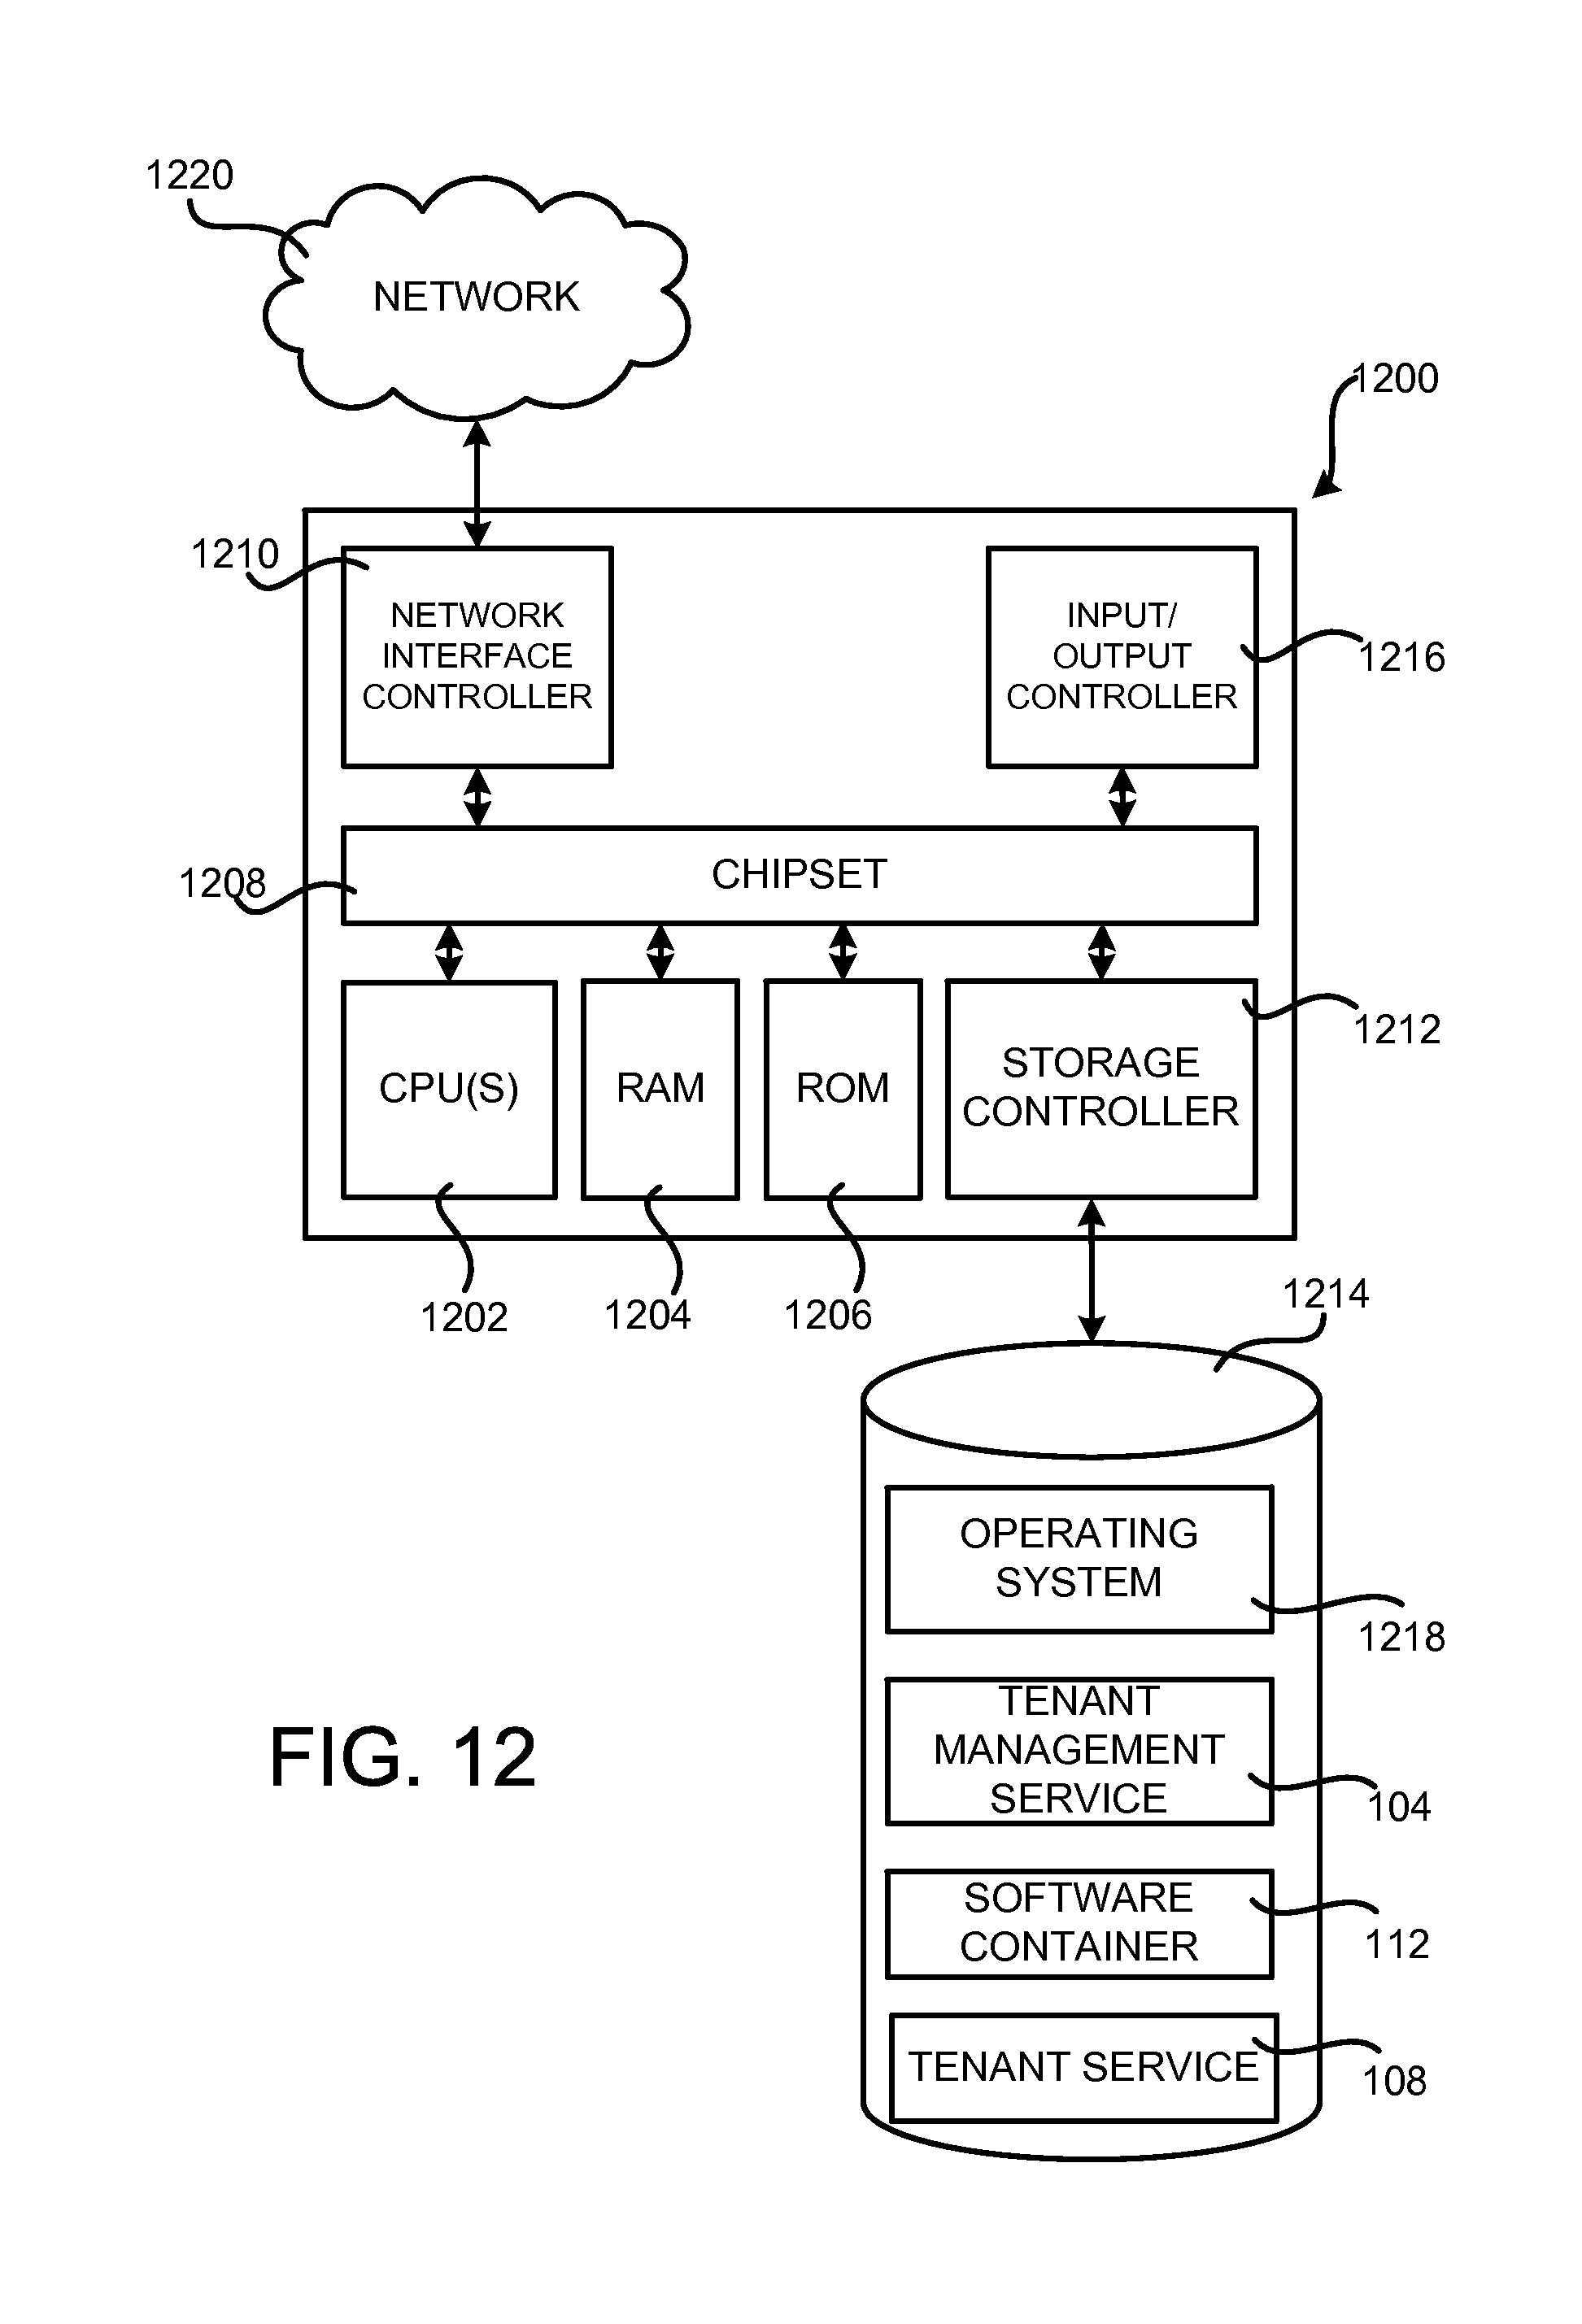 1220
NETWORK
1200
1210
NETWORK
INTERFACE
CONTROLLER
INPUT/
OUTPUT
CONTROLLER
1216
CHIPSET
1208
CPU(S)
RAM
ROM
STORAGE
CONTROLLER
1212
1202
1204
1206
1214
OPERATING
SYSTEM
1218
TENANT
MANAGEMENT
SERVICE
104
SOFTWARE
CONTAINER
112
TENANT SERVICE
108
FIG. 12